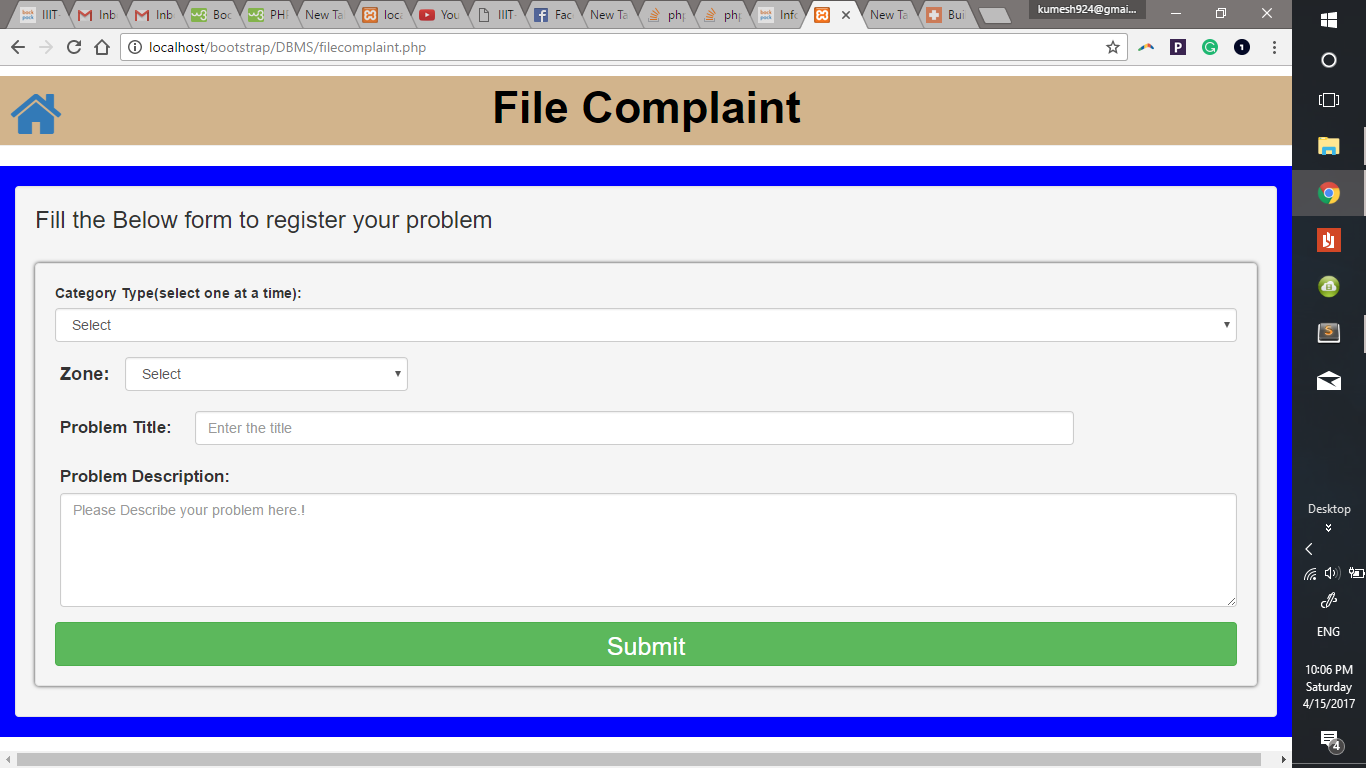 IIIT- Inb Inb Boc PHP New Ta loca You IIIT- Fac New Ta php php Info New Ta Bui kumesh924@gmai...
localhost/bootstrap/DBMS/filecomplaint.php
File Complaint
Fill the Below form to register your problem
Category Type(select one at a time):
Select
Zone: Select
Problem Title: Enter the title
Problem Description:
Please Describe your problem here.!
Submit
Desktop
ENG
10:06 PM
Saturday
4/15/2017
4